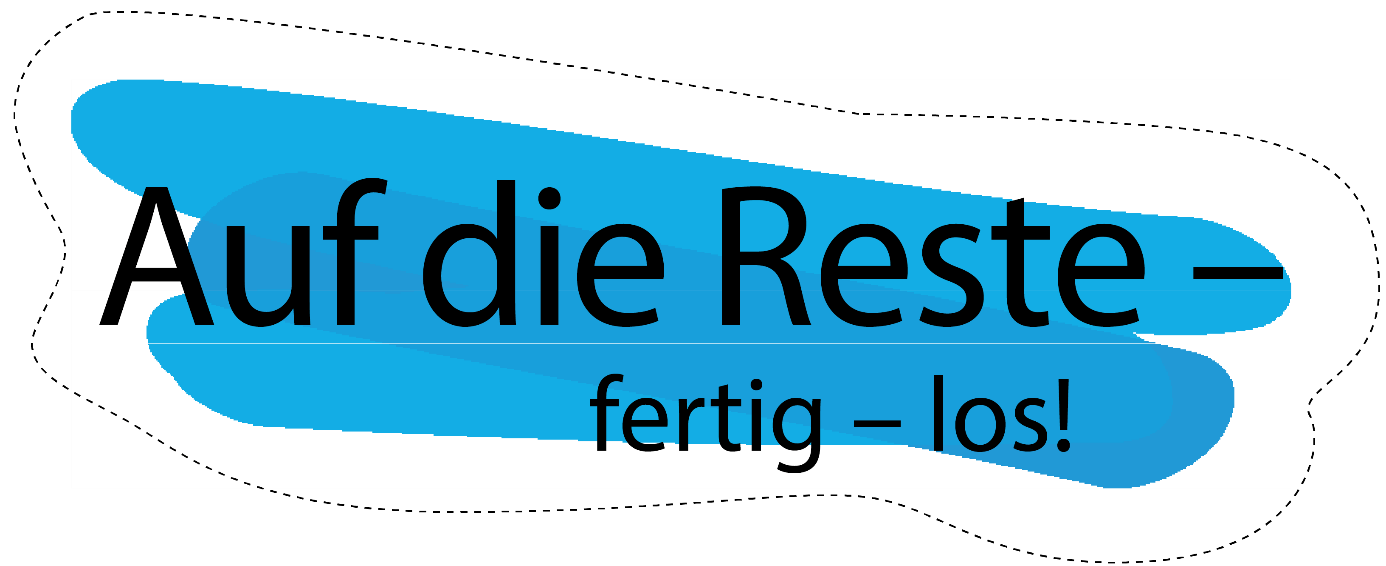 Auf die Reste –
fertig – los!